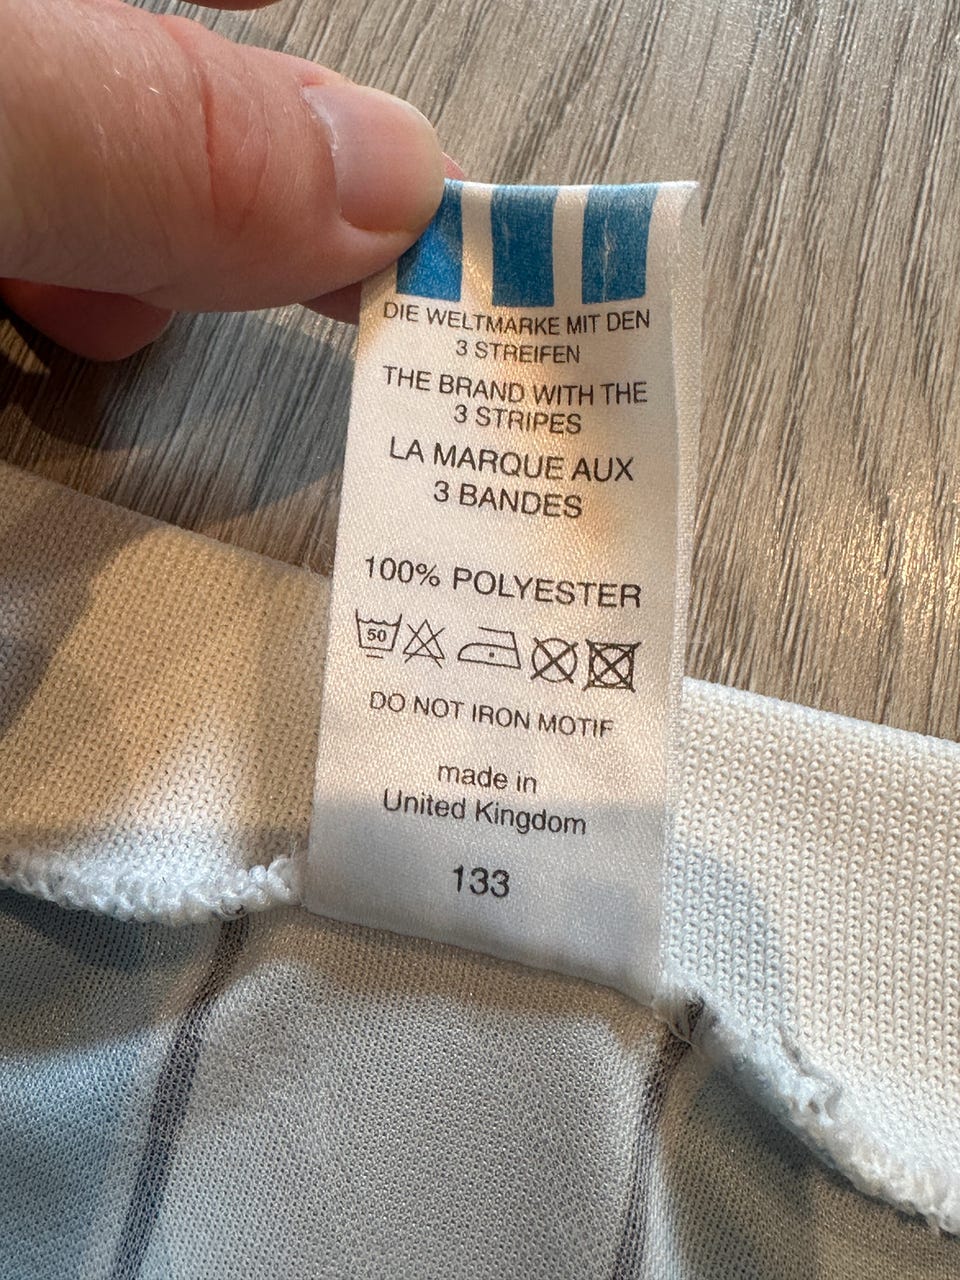 DIE WELTMARKE MIT DEN
3 STREIFEN
THE BRAND WITH THE
3 STRIPES
LA MARQUE AUX
3 BANDES
100% POLYESTER
50
DO NOT IRON MOTIF
made in
United Kingdom
133